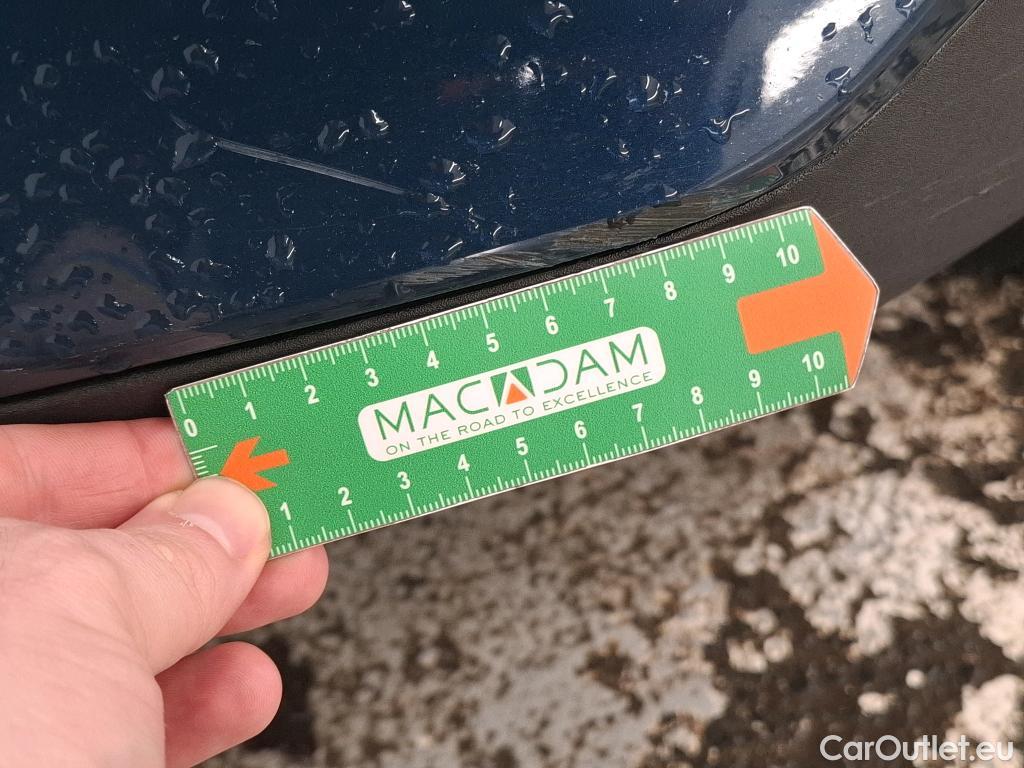 0 1 2 3 4 5 6 7 8 9 10
MACADAM
ON THE ROAD TO EXCELLENCE
1 2 3 4 5 6 7 8 9 10
CarOutlet.eu